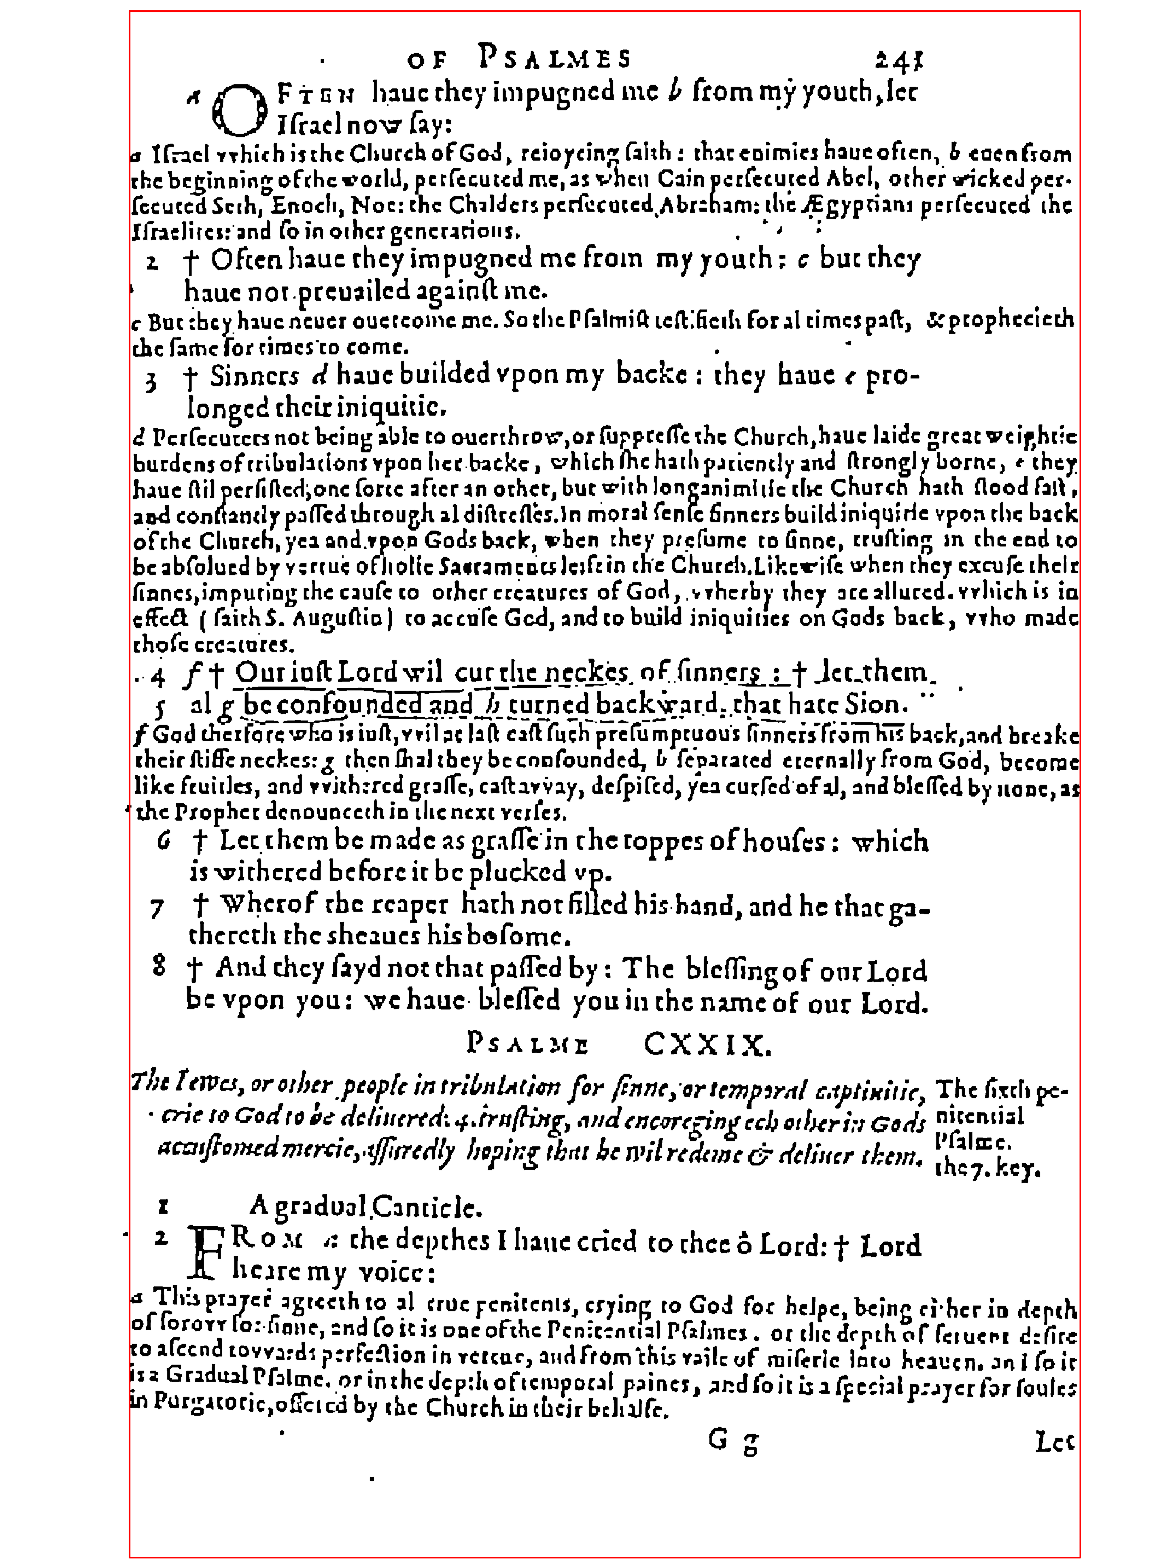 OF PSALMES 241
a OFTEN haue they impugned me b from my youth, let
Iſrael now ſay:
a Iſrael vvhich is the Church of God, reioyceing ſaith: that enimies haue often, b euen from
the beginning of the world, perſecuted me, as when Cain perſecuted Abel, other wicked per-
ſecuted Seth, Enoch, Noe: the Chalders perſecuted Abraham: the Ægyptians perſecuted the
Iſraelites: and ſo in other generations.
2 † Often haue they impugned me from my youth: c but they
haue not preuailed againſt me.
c But they haue neuer ouercome me. So the Pſalmiſt teſtifieth for al times paſt, & prophecieth
the ſame for times to come.
3 † Sinners d haue builded vpon my backe: they haue e pro-
longed their iniquitie.
d Perſecuters not being able to ouerthrow, or ſuppreſſe the Church, haue laide great weightie
burdens of tribulations vpon her backe, which ſhe hath patiently and ſtrongly borne, e they
haue ſtil perſiſted, one ſorte after an other, but with longanimitie the Church hath ſtood faſt,
and conſtantly paſſed through al diſtreſſes. In moral ſenſe ſinners build iniquitie vpon the back
of the Church, yea and vpon Gods back, when they preſume to ſinne, truſting in the end to
be abſolued by vertue of holie Sacraments leift in the Church. Likewiſe when they excuſe their
ſinnes, imputing the cauſe to other creatures of God, vvherby they are allured. vvhich is in
effect (ſaith S. Auguſtin) to accuſe God, and to build iniquities on Gods back, vvho made
thoſe creatures.
4 f † Our iuſt Lord wil cut the neckes of ſinners: † let them
5 al g be confounded and h turned backward, that hate Sion.
f God therfore who is iuſt, vvil at laſt caſt ſuch preſumptuous ſinners from his back, and breake
their ſtiffe neckes: g then ſhal they be confounded, h ſeparated eternally from God, become
like fruitles, and vvithered graſſe, caſt avvay, deſpiſed, yea curſed of al, and bleſſed by none, as
the Prophet denounceth in the next verſes.
6 † Let them be made as graſſe in the toppes of houſes: which
is withered before it be plucked vp.
7 † Wherof the reaper hath not filled his hand, and he that ga-
thereth the sheaues his boſome.
8 † And they ſayd not that paſſed by: The bleſſing of our Lord
be vpon you: we haue bleſſed you in the name of our Lord.
PSALME CXXIX.
The Iewes, or other people in tribulation for ſinne, or temporal captiuitie,
crie to God to be deliuered: 4. truſting, and encoreging ech other in Gods
accuſtomed mercie, aſſuredly hoping that he wil redeme & deliuer them.
The ſixth pe-
nitential
Pſalme.
the 7. key.
1 A gradual Canticle.
2 FROM a the depthes I haue cried to thee ô Lord: † Lord
heare my voice:
a This prayer agreeth to al true penitents, crying to God for helpe, being either in depth
of ſorovv for ſinne, and ſo it is one of the Penitential Pſalmes. or the depth of feruent deſire
to aſcend tovvards perfection in vertue, and from this vaile of miſerie into heauen. and ſo it
is a Gradual Pſalme. or in the depth of temporal paines, and ſo it is a ſpecial prayer for ſoules
in Purgatorie, offered by the Church in their behalfe.
G g Let